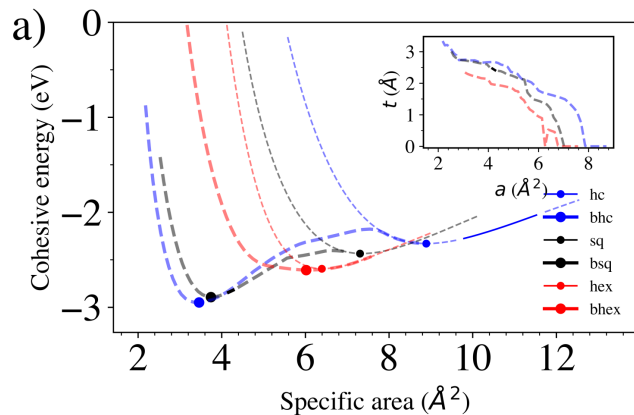 a)
0
−1
−2
−3
Cohesive energy (eV)
2
4
6
8
10
12
Specific area (Å²)
3
2
1
0
t (Å)
2
4
6
8
a (Å²)
hc
bhc
sq
bsq
hex
bhex